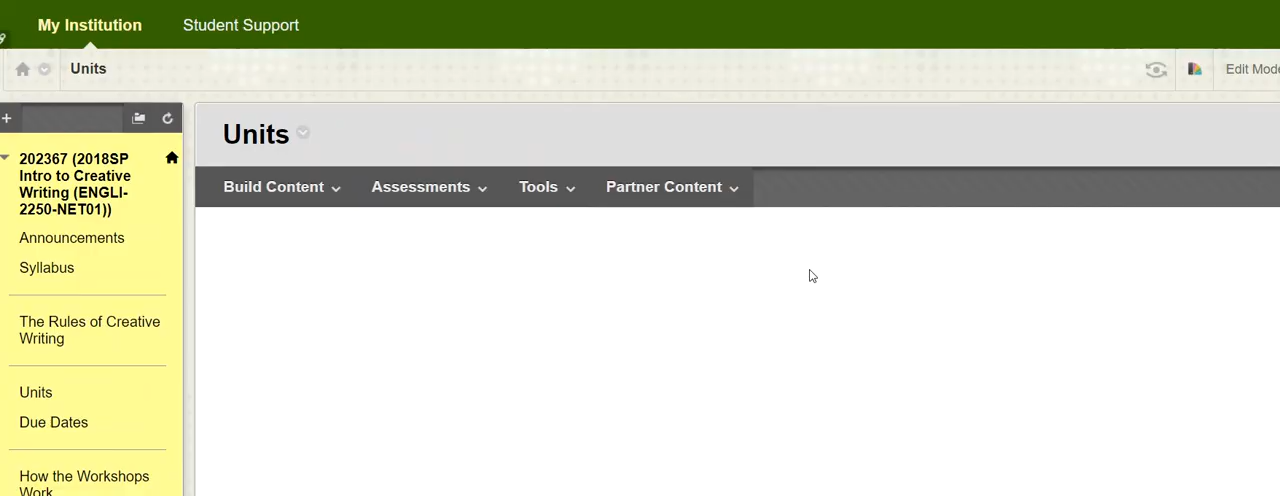 My Institution Student Support
Units
Edit Mode
Units
202367 (2018SP
Intro to Creative
Writing (ENGLI-
2250-NET01))
Build Content Assessments Tools Partner Content
Announcements
Syllabus
The Rules of Creative
Writing
Units
Due Dates
How the Workshops
Work